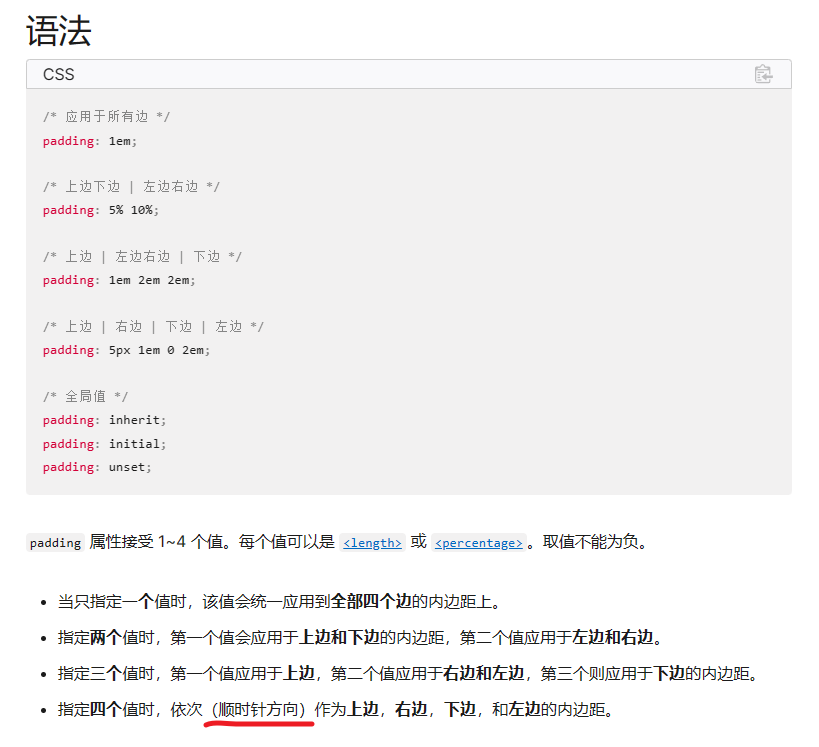 语法
CSS
/* 应用于所有边 */
padding: 1em;
/* 上边下边 | 左边右边 */
padding: 5% 10%;
/* 上边 | 左边右边 | 下边 */
padding: 1em 2em 2em;
/* 上边 | 右边 | 下边 | 左边 */
padding: 5px 1em 0 2em;
/* 全局值 */
padding: inherit;
padding: initial;
padding: unset;
padding 属性接受 1~4 个值。每个值可以是 <length> 或 <percentage>。取值不能为负。
当只指定一个值时，该值会统一应用到全部四个边的内边距上。
指定两个值时，第一个值会应用于上边和下边的内边距，第二个值应用于左边和右边。
指定三个值时，第一个值应用于上边，第二个值应用于右边和左边，第三个则应用于下边的内边距。
指定四个值时，依次（顺时针方向）作为上边，右边，下边，和左边的内边距。